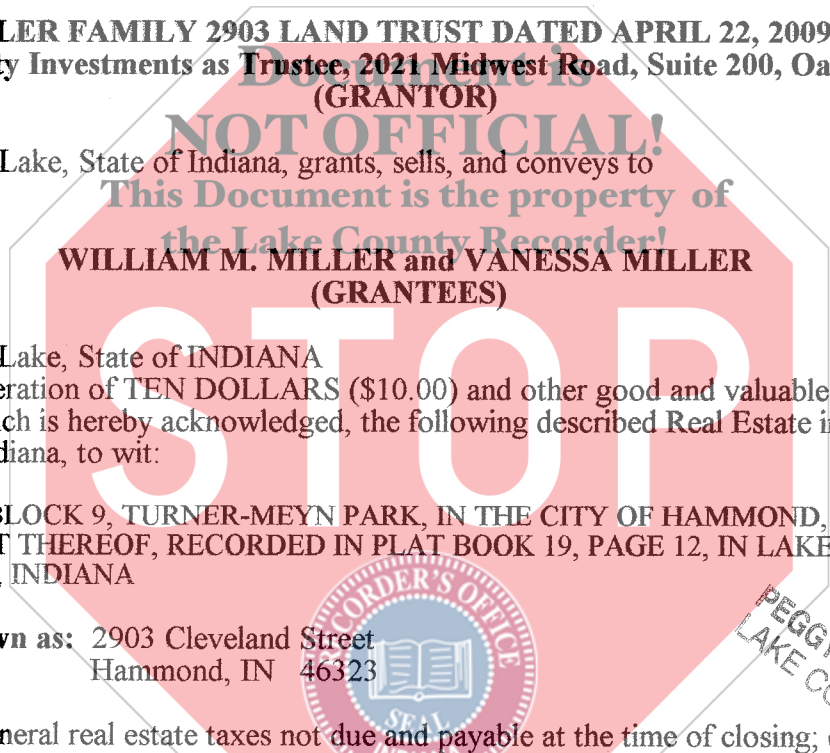 LER FAMILY 2903 LAND TRUST DATED APRIL 22, 2009
ty Investments as Trustee, 2021 Midwest Road, Suite 200, Oa
Document is
(GRANTOR)
NOT OFFICIAL!
Lake, State of Indiana, grants, sells, and conveys to
This Document is the property of
the Lake County Recorder!
WILLIAM M. MILLER and VANESSA MILLER
(GRANTEES)
STOP
Lake, State of INDIANA
eration of TEN DOLLARS ($10.00) and other good and valuable
ch is hereby acknowledged, the following described Real Estate i
diana, to wit:
BLOCK 9, TURNER-MEYN PARK, IN THE CITY OF HAMMOND,
T THEREOF, RECORDED IN PLAT BOOK 19, PAGE 12, IN LAKE
, INDIANA
RECORDER'S OFFICE
wn as: 2903 Cleveland Street
Hammond, IN 46323
PEGGY
LAKE CO
SEAL
neral real estate taxes not due and payable at the time of closing;